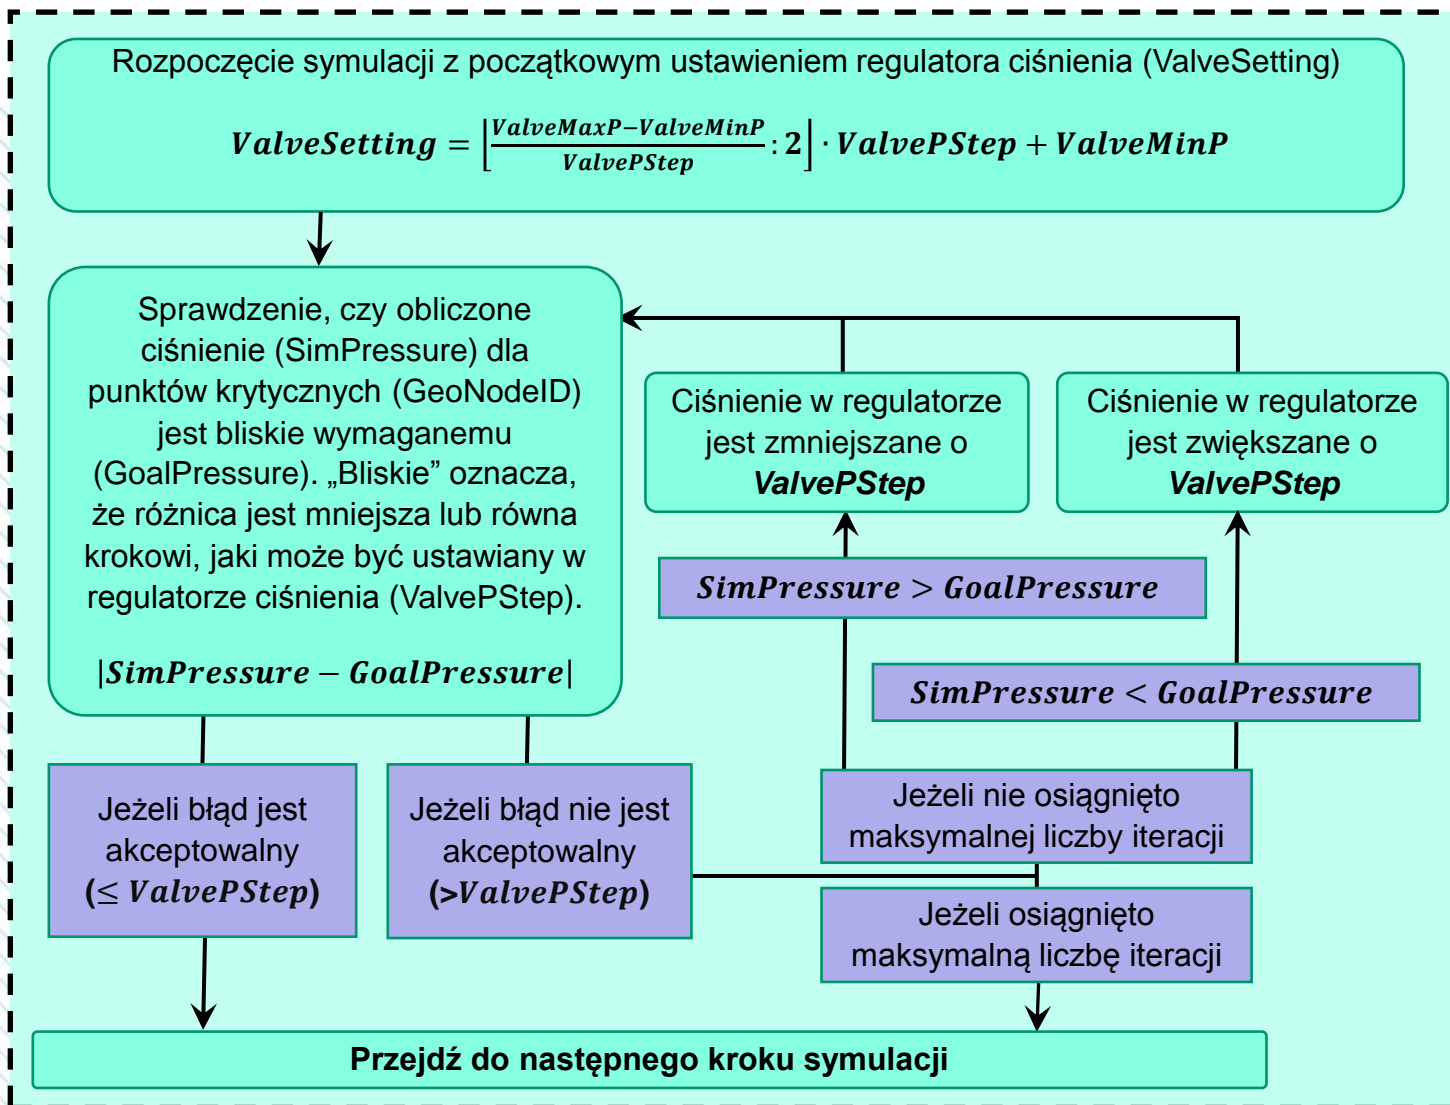 Rozpoczęcie symulacji z początkowym ustawieniem regulatora ciśnienia (ValveSetting)
ValveSetting = ⌊(ValveMaxP−ValveMinP)/ValvePStep : 2⌋ · ValvePStep + ValveMinP
Sprawdzenie, czy obliczone
ciśnienie (SimPressure) dla
punktów krytycznych (GeoNodeID)
jest bliskie wymaganemu
(GoalPressure). „Bliskie” oznacza,
że różnica jest mniejsza lub równa
krokowi, jaki może być ustawiany w
regulatorze ciśnienia (ValvePStep).
|SimPressure − GoalPressure|
Ciśnienie w regulatorze
jest zmniejszane o
ValvePStep
Ciśnienie w regulatorze
jest zwiększane o
ValvePStep
SimPressure > GoalPressure
SimPressure < GoalPressure
Jeżeli błąd jest
akceptowalny
(≤ ValvePStep)
Jeżeli błąd nie jest
akceptowalny
(>ValvePStep)
Jeżeli nie osiągnięto
maksymalnej liczby iteracji
Jeżeli osiągnięto
maksymalną liczbę iteracji
Przejdź do następnego kroku symulacji